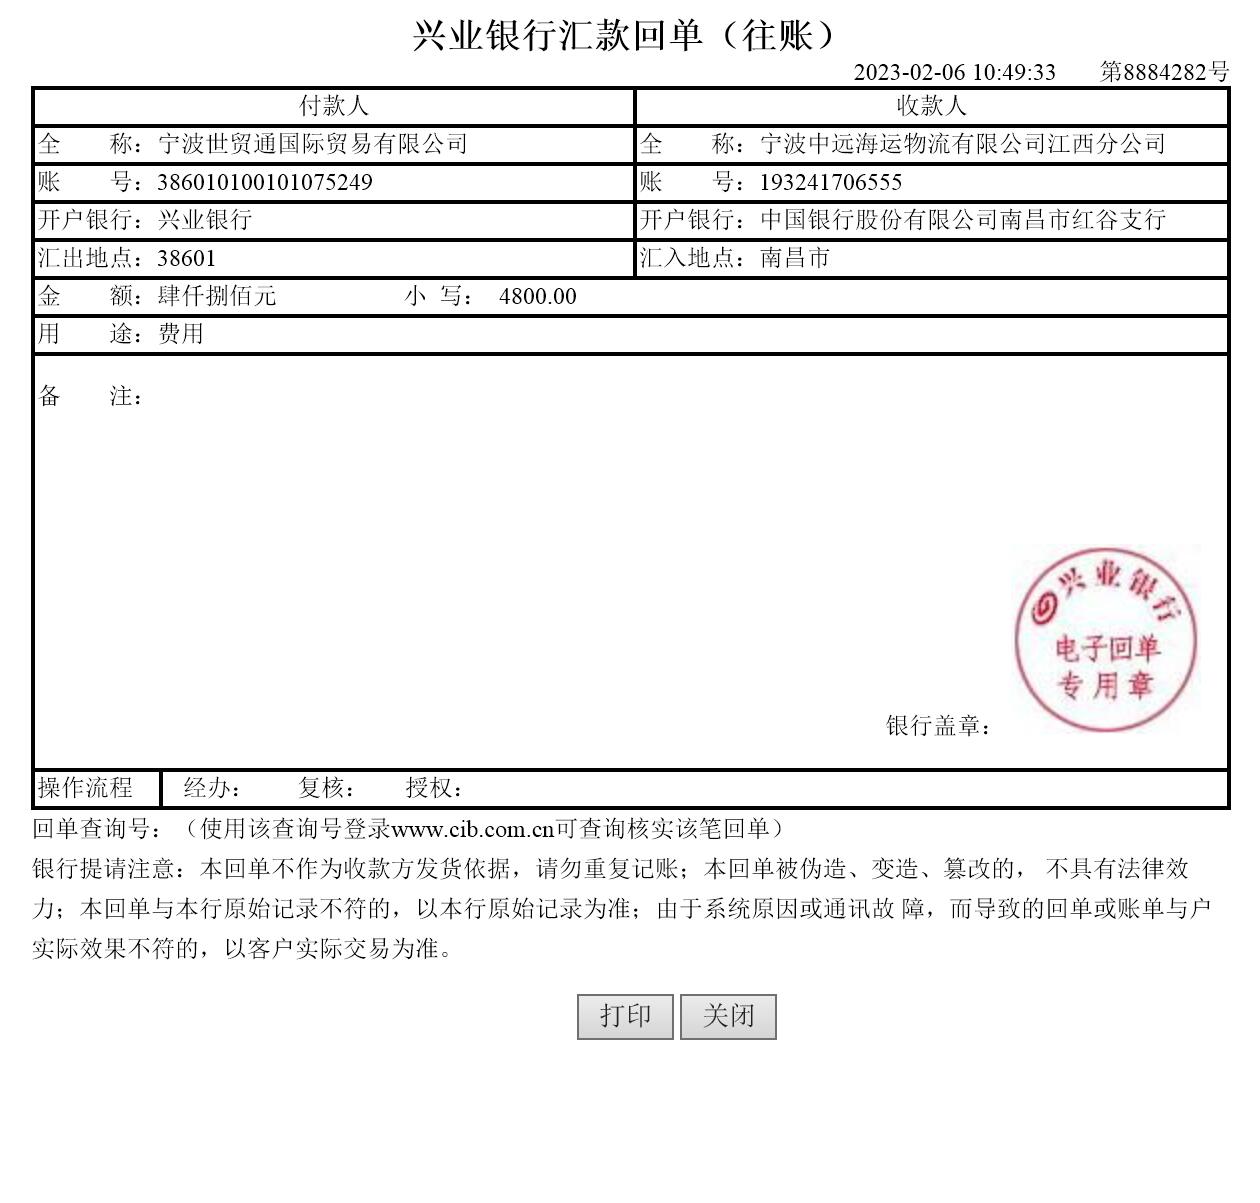 兴业银行汇款回单（往账）
2023-02-06 10:49:33 第8884282号
付款人 收款人
全 称：宁波世贸通国际贸易有限公司 全 称：宁波中远海运物流有限公司江西分公司
账 号：386010100101075249 账 号：193241706555
开户银行：兴业银行 开户银行：中国银行股份有限公司南昌市红谷支行
汇出地点：38601 汇入地点：南昌市
金 额：肆仟捌佰元 小 写： 4800.00
用 途：费用
备 注：
兴业银行
电子回单
专用章
银行盖章：
操作流程 经办： 复核： 授权：
回单查询号：（使用该查询号登录www.cib.com.cn可查询核实该笔回单）
银行提请注意：本回单不作为收款方发货依据，请勿重复记账；本回单被伪造、变造、篡改的， 不具有法律效
力；本回单与本行原始记录不符的，以本行原始记录为准；由于系统原因或通讯故 障，而导致的回单或账单与户
实际效果不符的，以客户实际交易为准。
打印 关闭